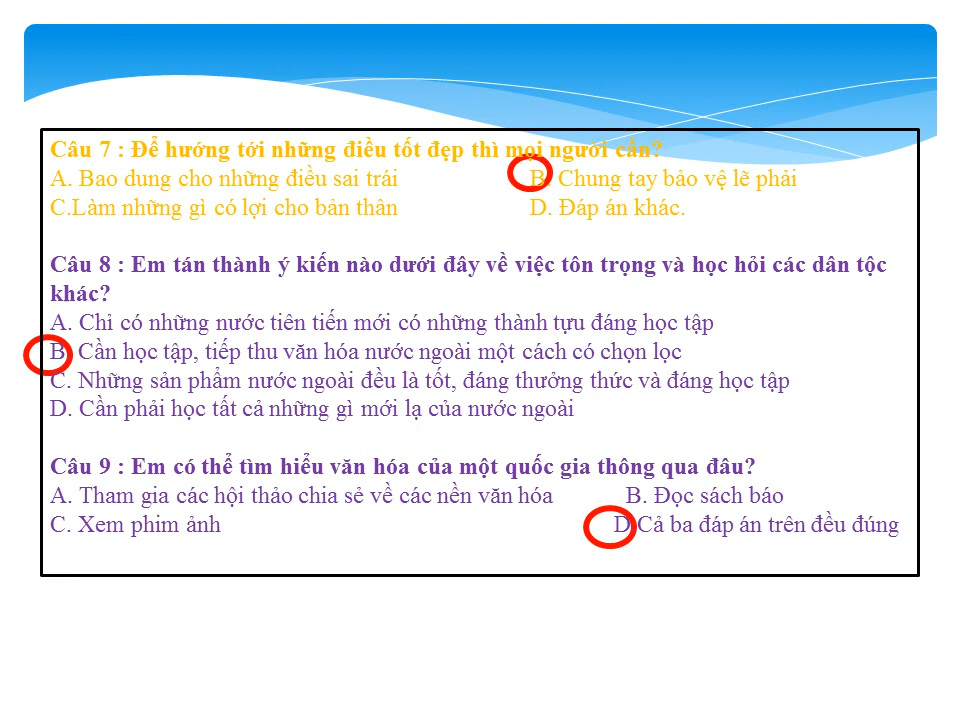 Câu 7 : Để hướng tới những điều tốt đẹp thì mọi người cần?
A. Bao dung cho những điều sai trái B. Chung tay bảo vệ lẽ phải
C.Làm những gì có lợi cho bản thân D. Đáp án khác.
Câu 8 : Em tán thành ý kiến nào dưới đây về việc tôn trọng và học hỏi các dân tộc
khác?
A. Chỉ có những nước tiên tiến mới có những thành tựu đáng học tập
B. Cần học tập, tiếp thu văn hóa nước ngoài một cách có chọn lọc
C. Những sản phẩm nước ngoài đều là tốt, đáng thưởng thức và đáng học tập
D. Cần phải học tất cả những gì mới lạ của nước ngoài
Câu 9 : Em có thể tìm hiểu văn hóa của một quốc gia thông qua đâu?
A. Tham gia các hội thảo chia sẻ về các nền văn hóa B. Đọc sách báo
C. Xem phim ảnh D.Cả ba đáp án trên đều đúng